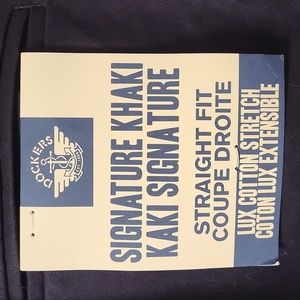 DOCKERS
SIGNATURE KHAKI
KAKI SIGNATURE
STRAIGHT FIT
COUPE DROITE
LUX COTTON STRETCH
COTON LUX EXTENSIBLE